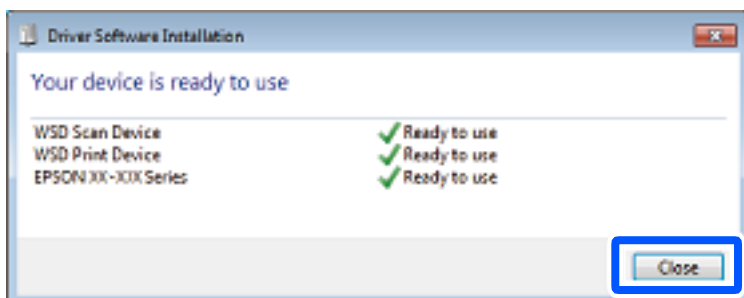 Driver Software Installation
Your device is ready to use
WSD Scan Device Ready to use
WSD Print Device Ready to use
EPSON XX-XXX Series Ready to use
Close